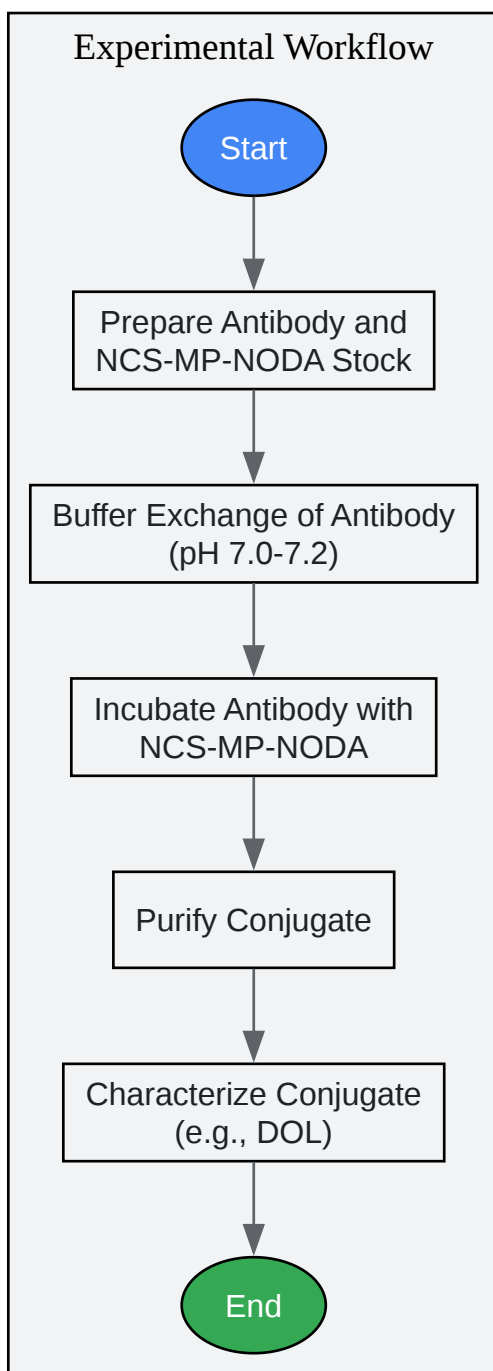 Experimental Workflow
Start
Prepare Antibody and
NCS-MP-NODA Stock
Buffer Exchange of Antibody
(pH 7.0-7.2)
Incubate Antibody with
NCS-MP-NODA
Purify Conjugate
Characterize Conjugate
(e.g., DOL)
End